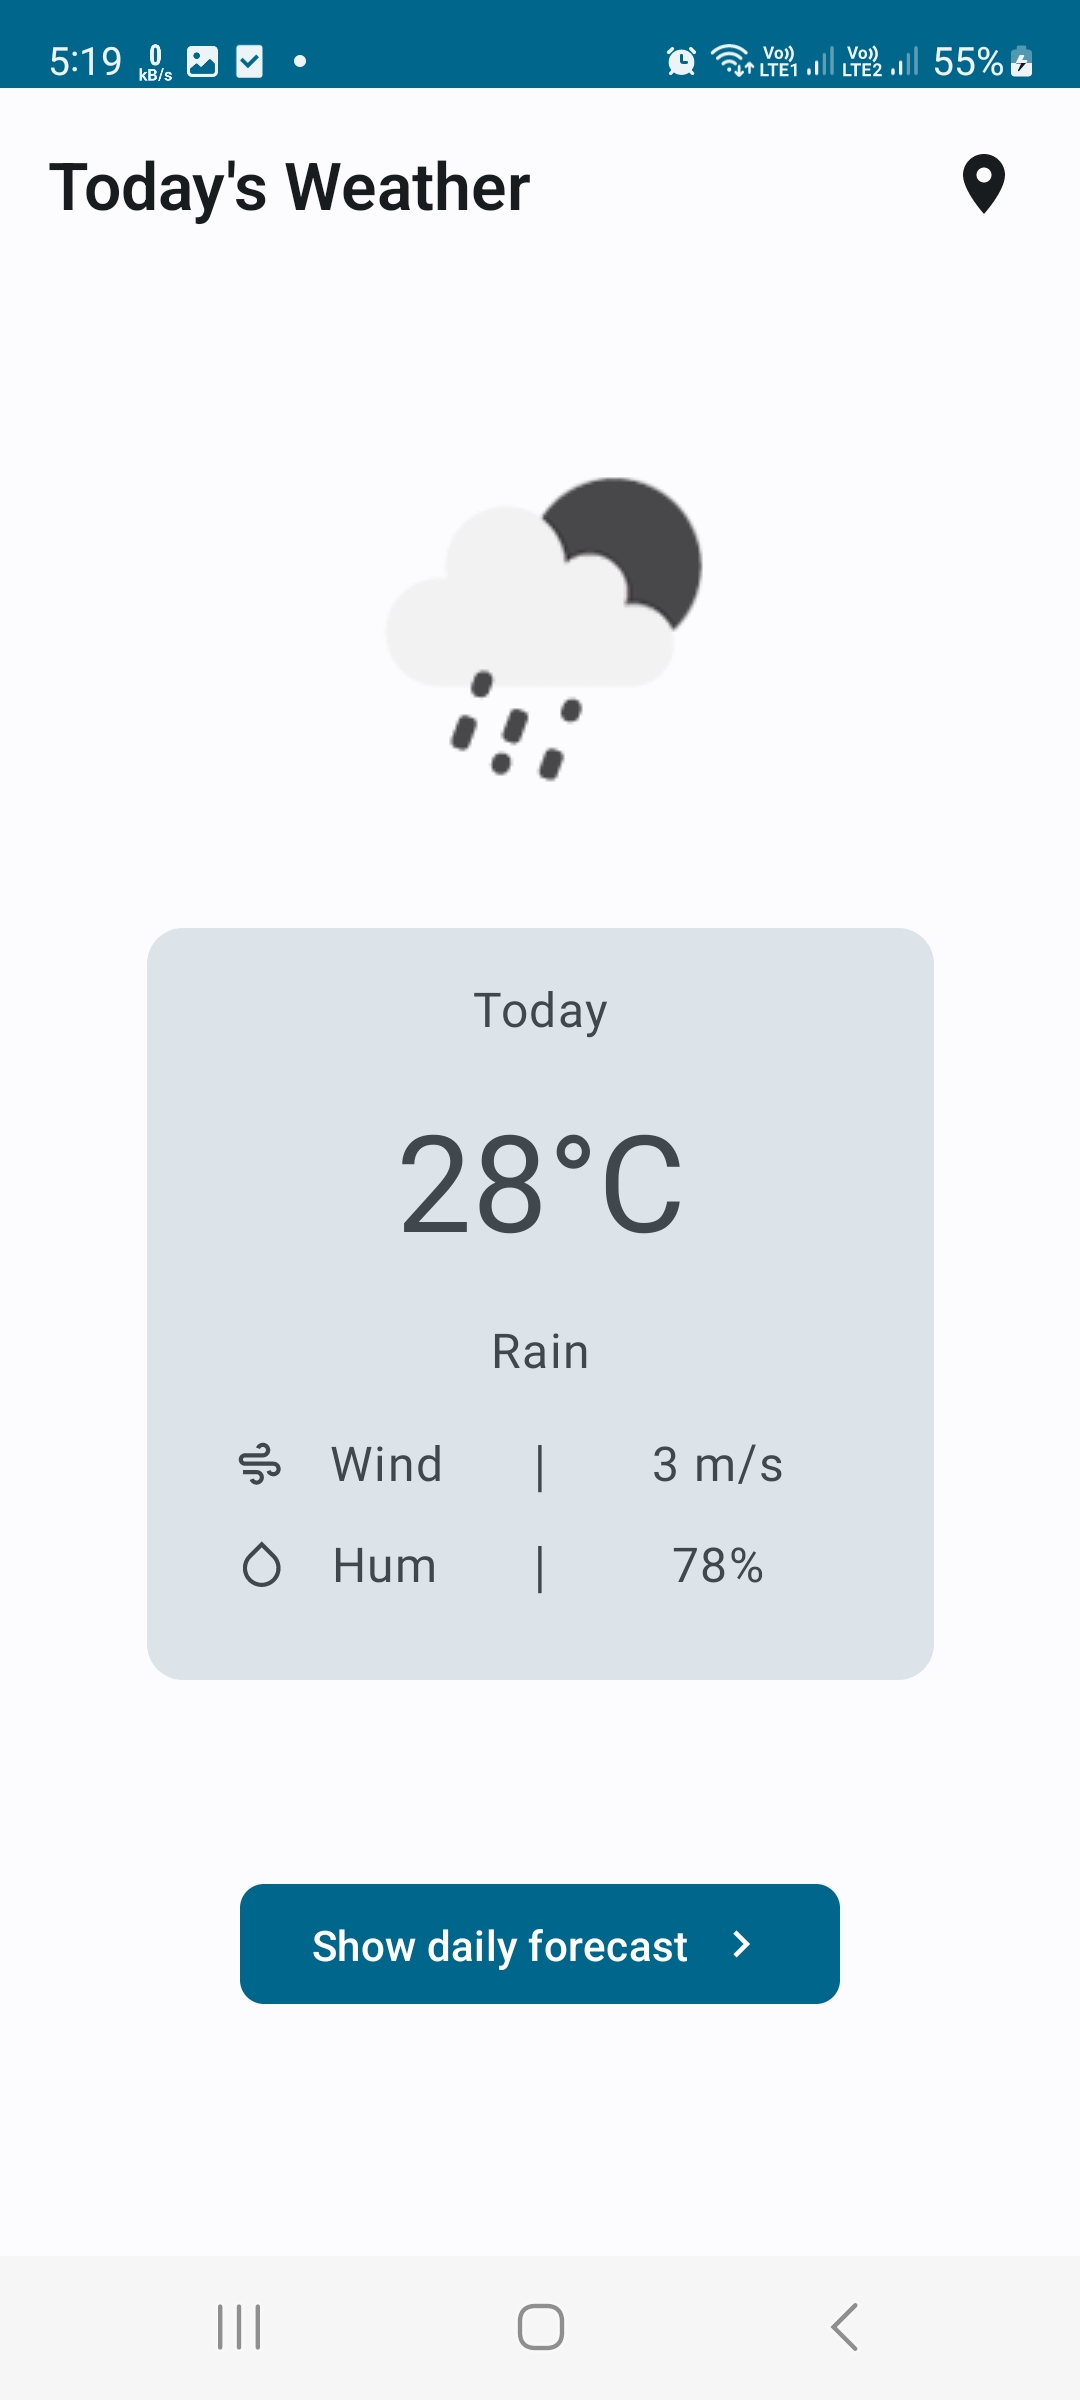 5:19 0 kB/s Vo)) LTE1 Vo)) LTE2 55%
Today's Weather
Today
28°C
Rain
Wind | 3 m/s
Hum | 78%
Show daily forecast